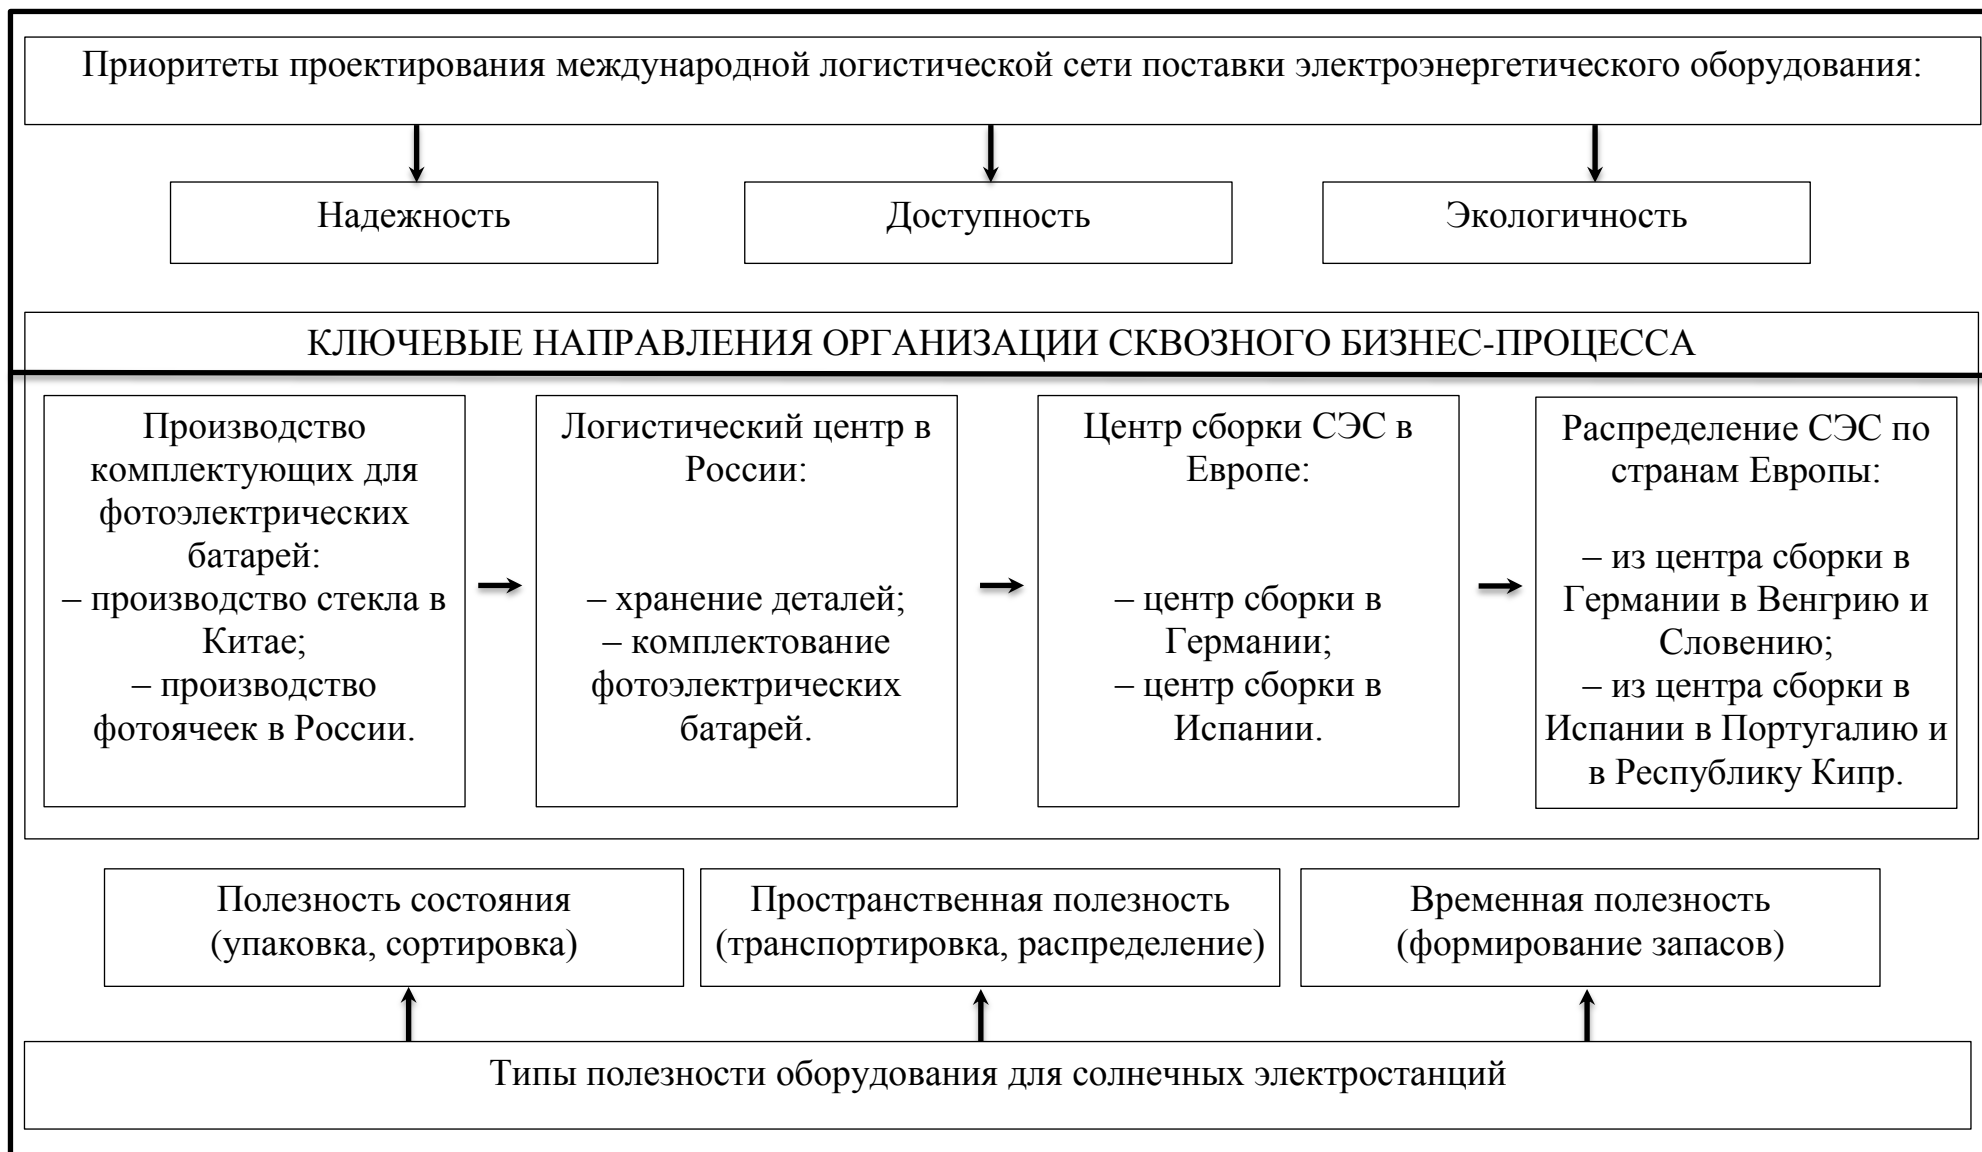 Приоритеты проектирования международной логистической сети поставки электроэнергетического оборудования:
Надежность
Доступность
Экологичность
КЛЮЧЕВЫЕ НАПРАВЛЕНИЯ ОРГАНИЗАЦИИ СКВОЗНОГО БИЗНЕС-ПРОЦЕССА
Производство
комплектующих для
фотоэлектрических
батарей:
– производство стекла в
Китае;
– производство
фотоячеек в России.
Логистический центр в
России:
– хранение деталей;
– комплектование
фотоэлектрических
батарей.
Центр сборки СЭС в
Европе:
– центр сборки в
Германии;
– центр сборки в
Испании.
Распределение СЭС по
странам Европы:
– из центра сборки в
Германии в Венгрию и
Словению;
– из центра сборки в
Испании в Португалию и
в Республику Кипр.
Полезность состояния
(упаковка, сортировка)
Пространственная полезность
(транспортировка, распределение)
Временная полезность
(формирование запасов)
Типы полезности оборудования для солнечных электростанций